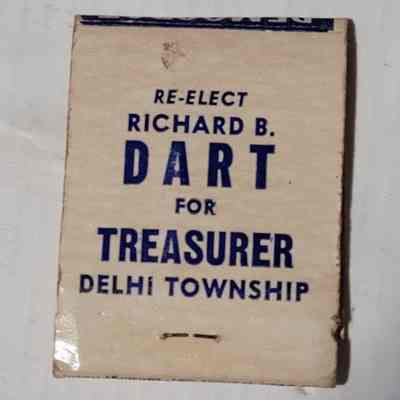 RE-ELECT
RICHARD B.
DART
FOR
TREASURER
DELHI TOWNSHIP